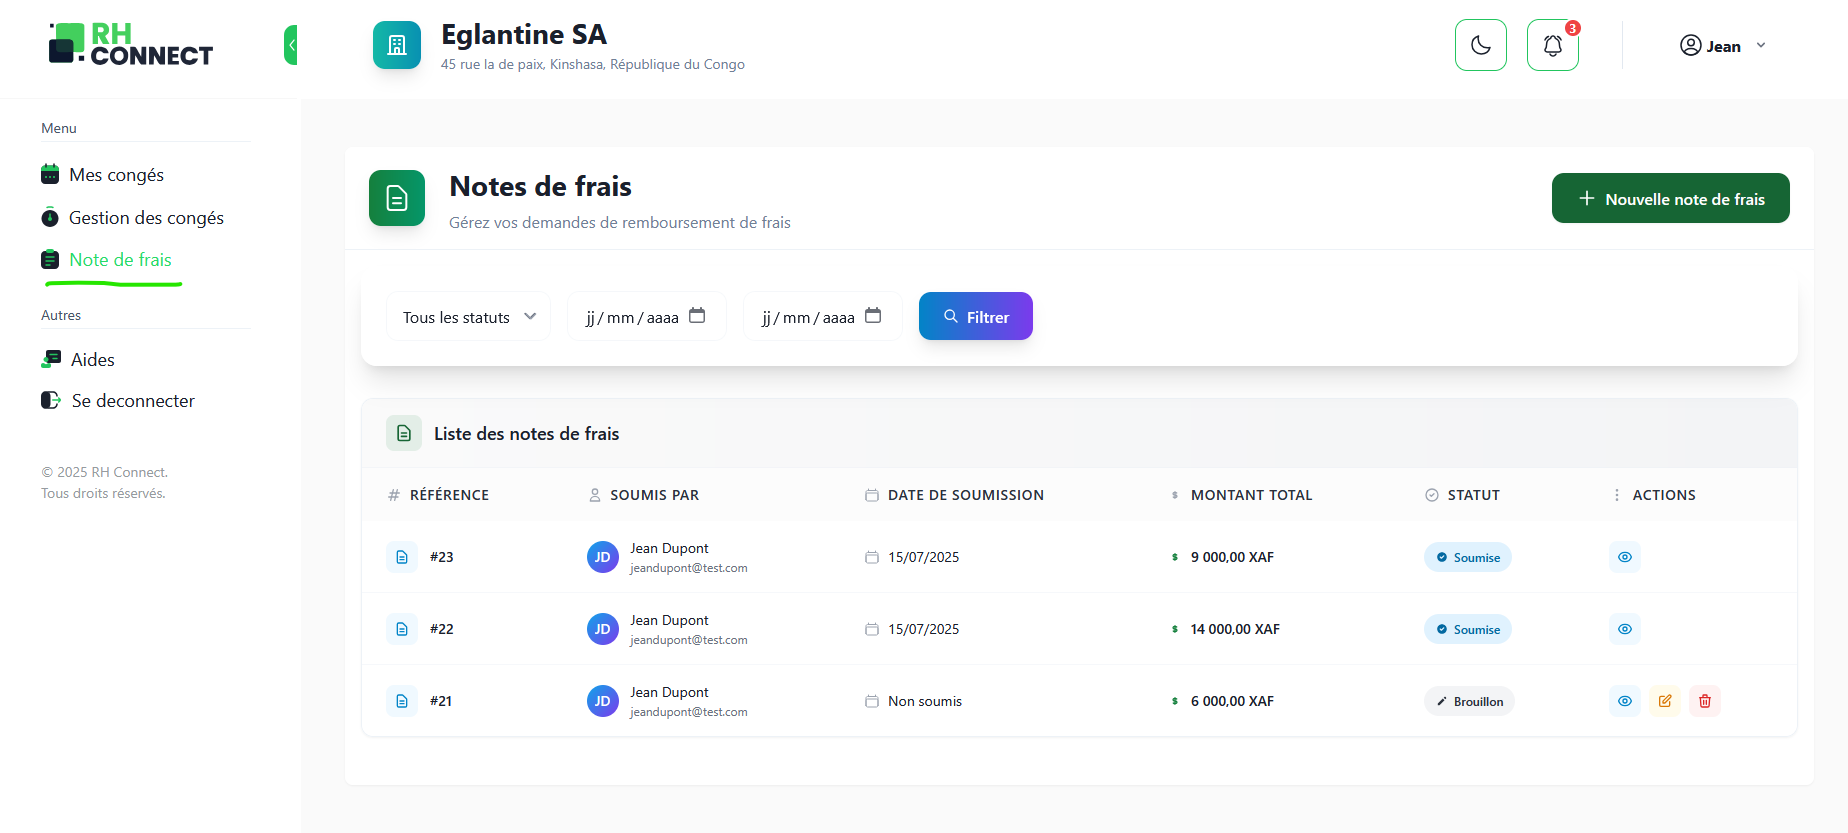 RH
CONNECT
Eglantine SA
45 rue la de paix, Kinshasa, République du Congo
3
Jean
Menu
Mes congés
Gestion des congés
Note de frais
Autres
Aides
Se deconnecter
© 2025 RH Connect.
Tous droits réservés.
Notes de frais
Gérez vos demandes de remboursement de frais
Nouvelle note de frais
Tous les statuts
jj/mm/aaaa
jj/mm/aaaa
Filtrer
Liste des notes de frais
# RÉFÉRENCE SOUMIS PAR DATE DE SOUMISSION $ MONTANT TOTAL STATUT ACTIONS
#23 JD Jean Dupont 15/07/2025 $ 9 000,00 XAF Soumise
jeandupont@test.com
#22 JD Jean Dupont 15/07/2025 $ 14 000,00 XAF Soumise
jeandupont@test.com
#21 JD Jean Dupont Non soumis $ 6 000,00 XAF Brouillon
jeandupont@test.com